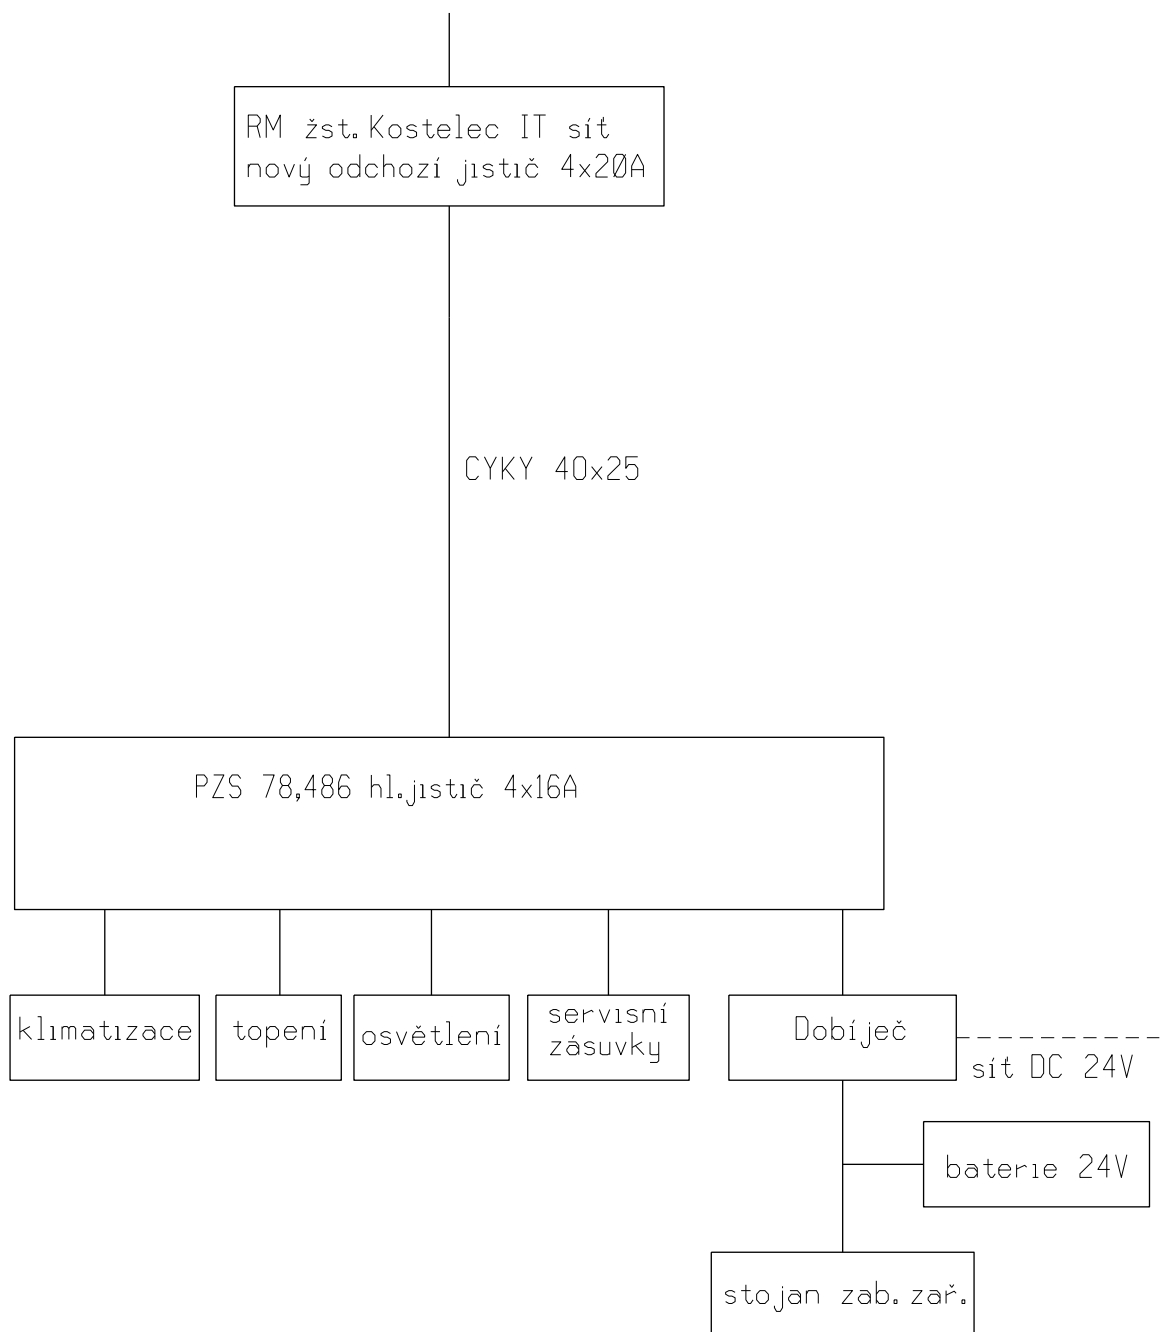 RM žst. Kostelec IT síť
nový odchozí jistič 4x20A
CYKY 4Ox25
PZS 78,486 hl.jistič 4x16A
klimatizace
topení
osvětlení
servisní
zásuvky
Dobíječ
síť DC 24V
baterie 24V
stojan zab. zař.